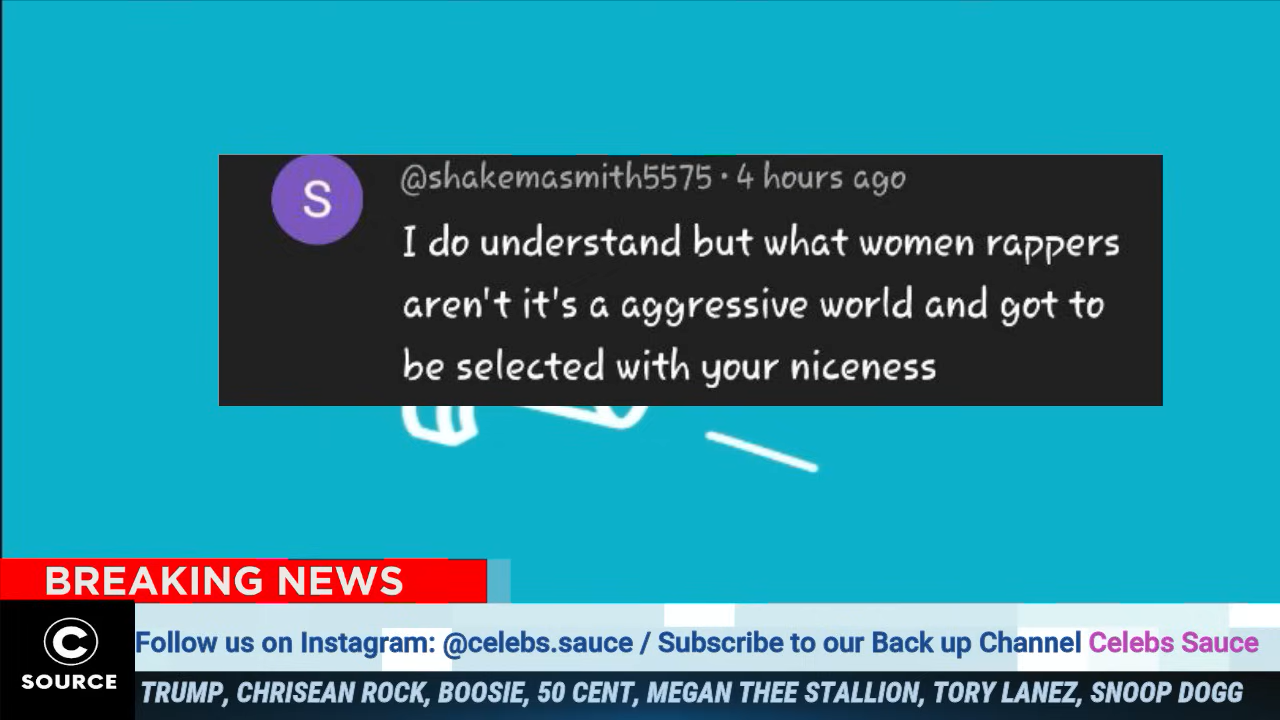 S
@shakemasmith5575 · 4 hours ago
I do understand but what women rappers
aren't it's a aggressive world and got to
be selected with your niceness
BREAKING NEWS
C
SOURCE
Follow us on Instagram: @celebs.sauce / Subscribe to our Back up Channel Celebs Sauce
TRUMP, CHRISEAN ROCK, BOOSIE, 50 CENT, MEGAN THEE STALLION, TORY LANEZ, SNOOP DOGG